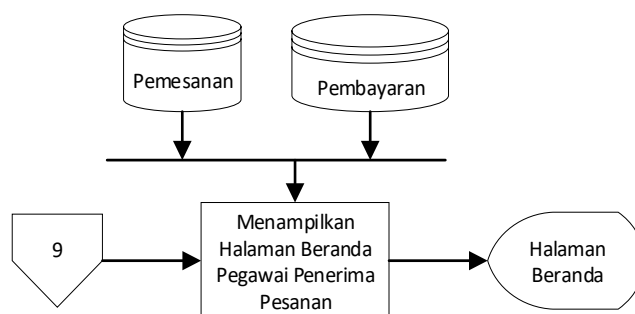 Pemesanan
Pembayaran
9
Menampilkan
Halaman Beranda
Pegawai Penerima
Pesanan
Halaman
Beranda